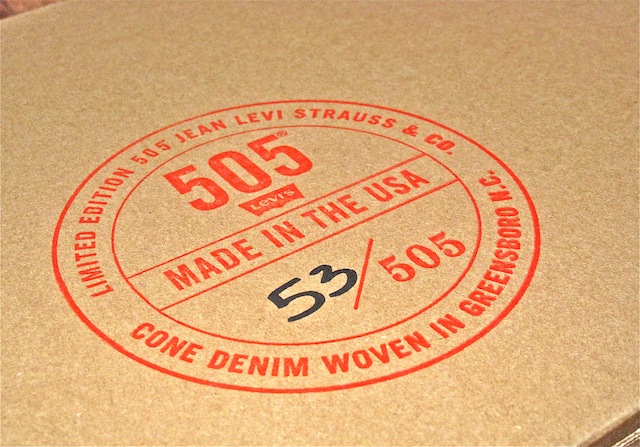 LIMITED EDITION 505 JEAN LEVI STRAUSS & CO.
505®
Levi's
MADE IN THE USA
53/505
CONE DENIM WOVEN IN GREENSBORO N.C.